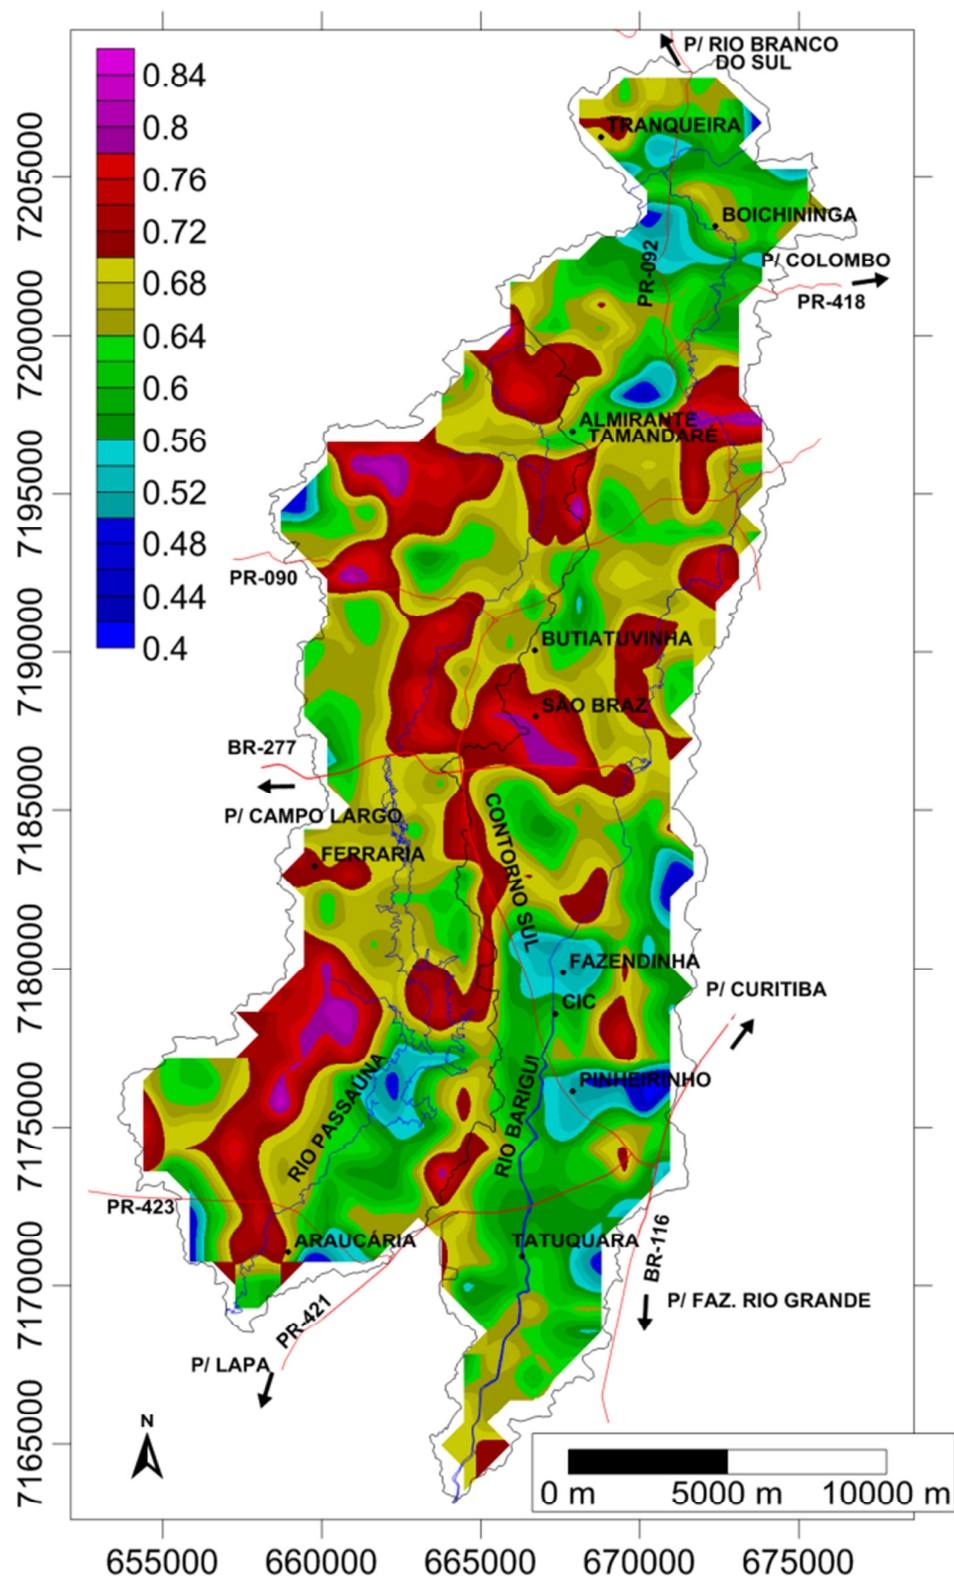 P/ RIO BRANCO
DO SUL
0.84
0.8
0.76
0.72
0.68
0.64
0.6
0.56
0.52
0.48
0.44
0.4
TRANQUEIRA
BOICHININGA
P/ COLOMBO
PR-092
PR-418
ALMIRANTE
TAMANDARÉ
PR-090
BUTIATUVINHA
SAO BRAZ
BR-277
P/ CAMPO LARGO
CONTORNO SUL
FERRARIA
FAZENDINHA
CIC
P/ CURITIBA
PINHEIRINHO
RIO PASSAÚNA
RIO BARIGUI
PR-423
ARAUCÁRIA
TATUQUARA
BR-116
P/ FAZ. RIO GRANDE
PR-421
P/ LAPA
N
0 m 5000 m 10000 m
7205000
7200000
7195000
7190000
7185000
7180000
7175000
7170000
7165000
655000 660000 665000 670000 675000